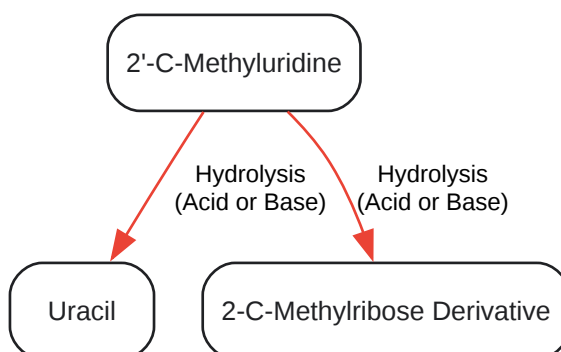 2'-C-Methyluridine
Hydrolysis
(Acid or Base)
Hydrolysis
(Acid or Base)
Uracil
2-C-Methylribose Derivative